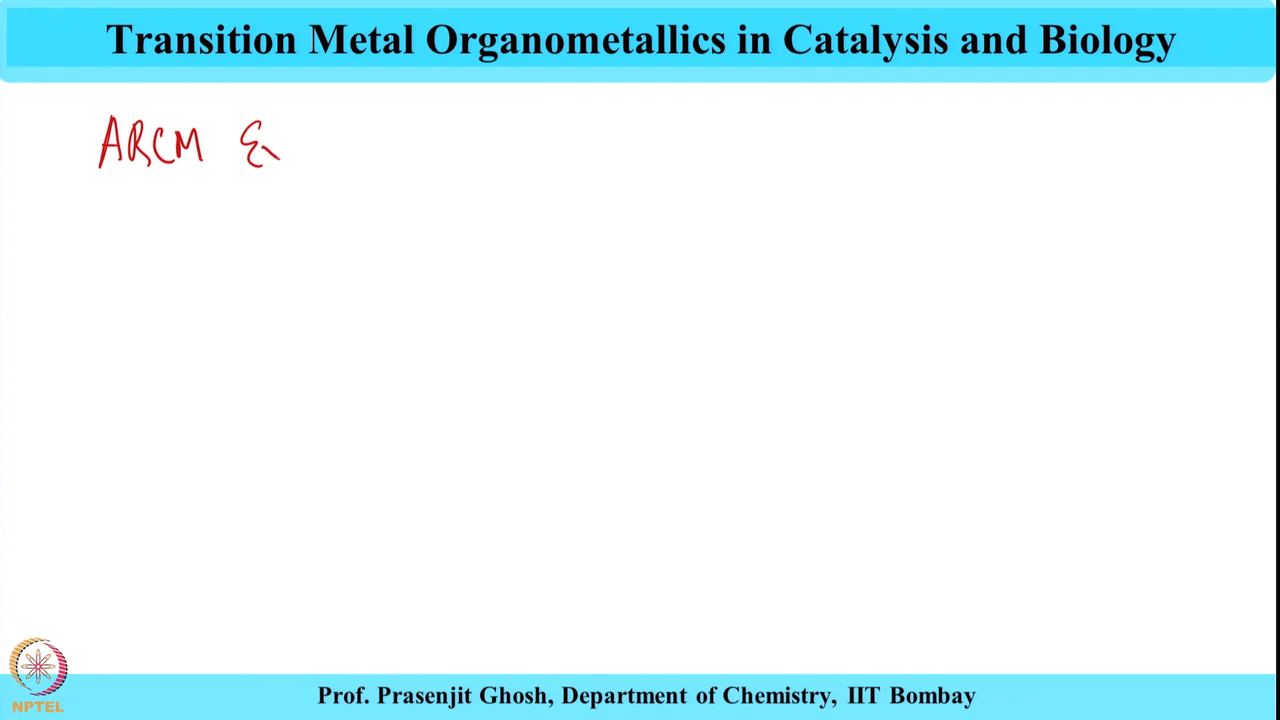 Transition Metal Organometallics in Catalysis and Biology
ARCM
NPTEL
Prof. Prasenjit Ghosh, Department of Chemistry, IIT Bombay